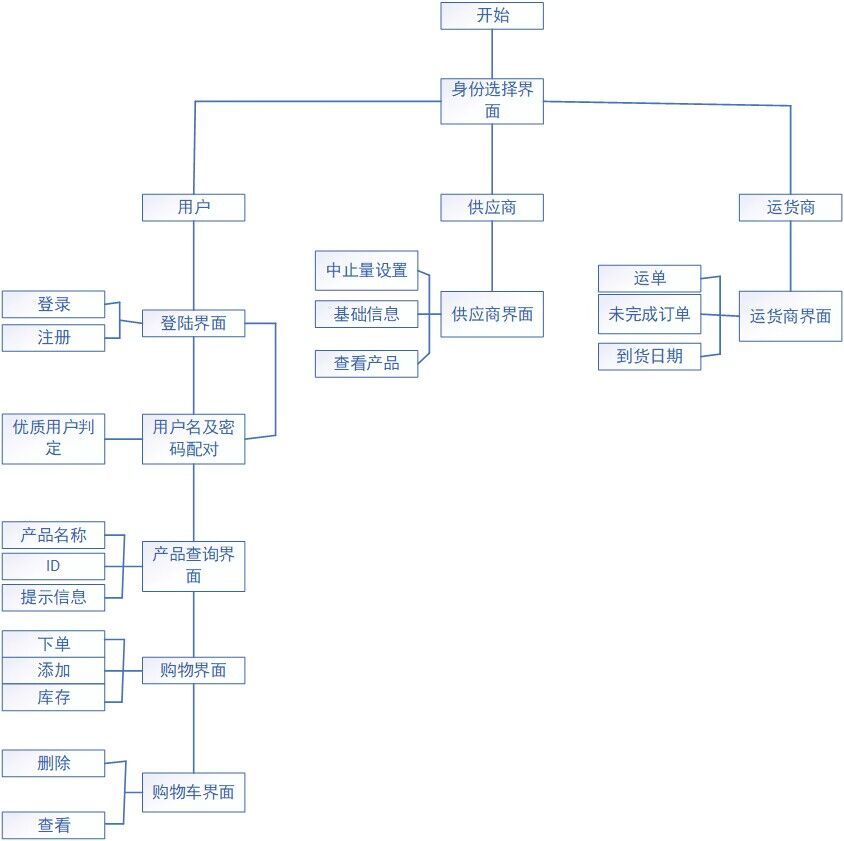 开始
身份选择界
面
用户
供应商
运货商
中止量设置
基础信息
查看产品
供应商界面
运单
未完成订单
到货日期
运货商界面
登录
注册
登陆界面
优质用户判
定
用户名及密
码配对
产品名称
ID
提示信息
产品查询界
面
下单
添加
库存
购物界面
删除
查看
购物车界面